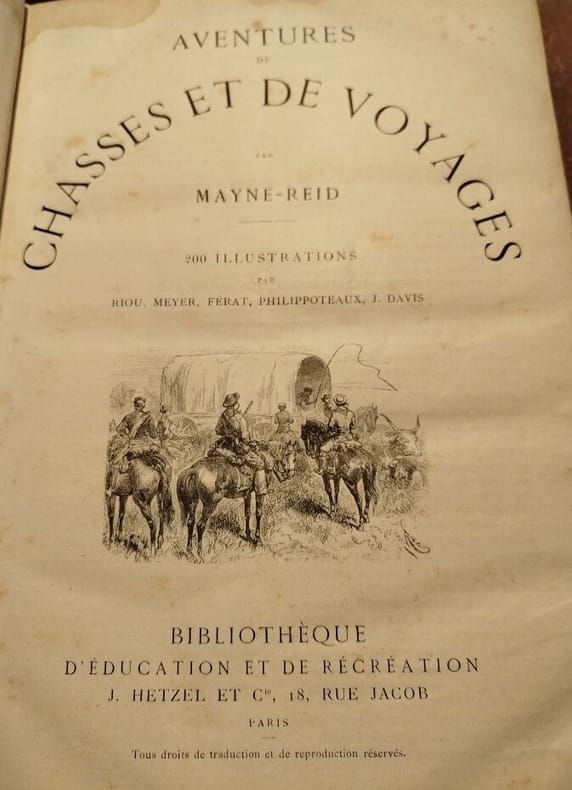 AVENTURES
DE
CHASSES ET DE VOYAGES
PAR
MAYNE-REID
200 ILLUSTRATIONS
PAR
RIOU, MEYER, FÉRAT, PHILIPPOTEAUX, J. DAVIS
BIBLIOTHÈQUE
D'ÉDUCATION ET DE RÉCRÉATION
J. HETZEL ET Cie, 18, RUE JACOB
PARIS
Tous droits de traduction et de reproduction réservés.